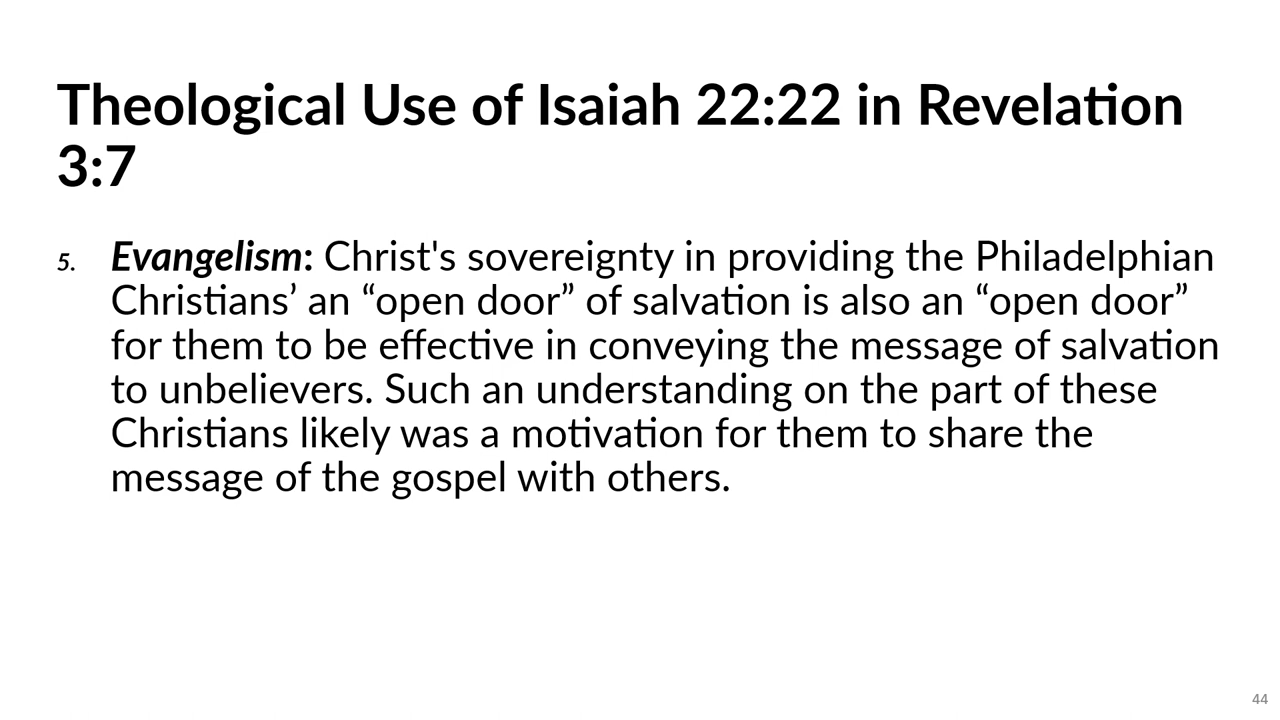 Theological Use of Isaiah 22:22 in Revelation
3:7
5. Evangelism: Christ's sovereignty in providing the Philadelphian
Christians’ an “open door” of salvation is also an “open door”
for them to be effective in conveying the message of salvation
to unbelievers. Such an understanding on the part of these
Christians likely was a motivation for them to share the
message of the gospel with others.
44